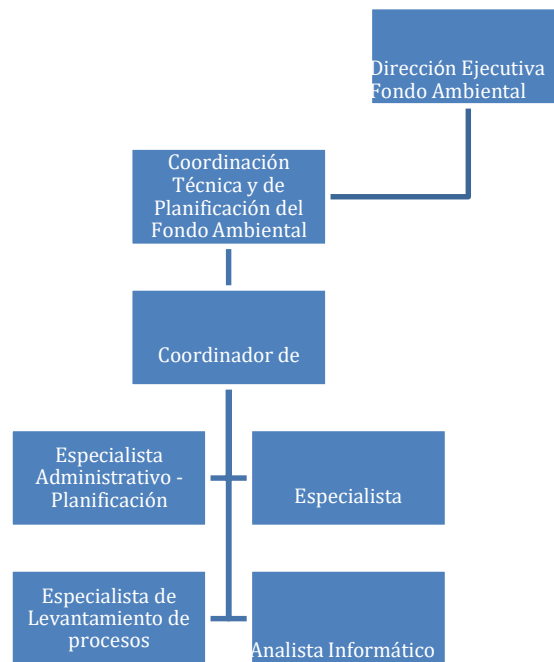 Dirección Ejecutiva
Fondo Ambiental
Coordinación
Técnica y de
Planificación del
Fondo Ambiental
Coordinador de
Especialista
Administrativo -
Planificación
Especialista
Especialista de
Levantamiento de
procesos
Analista Informático